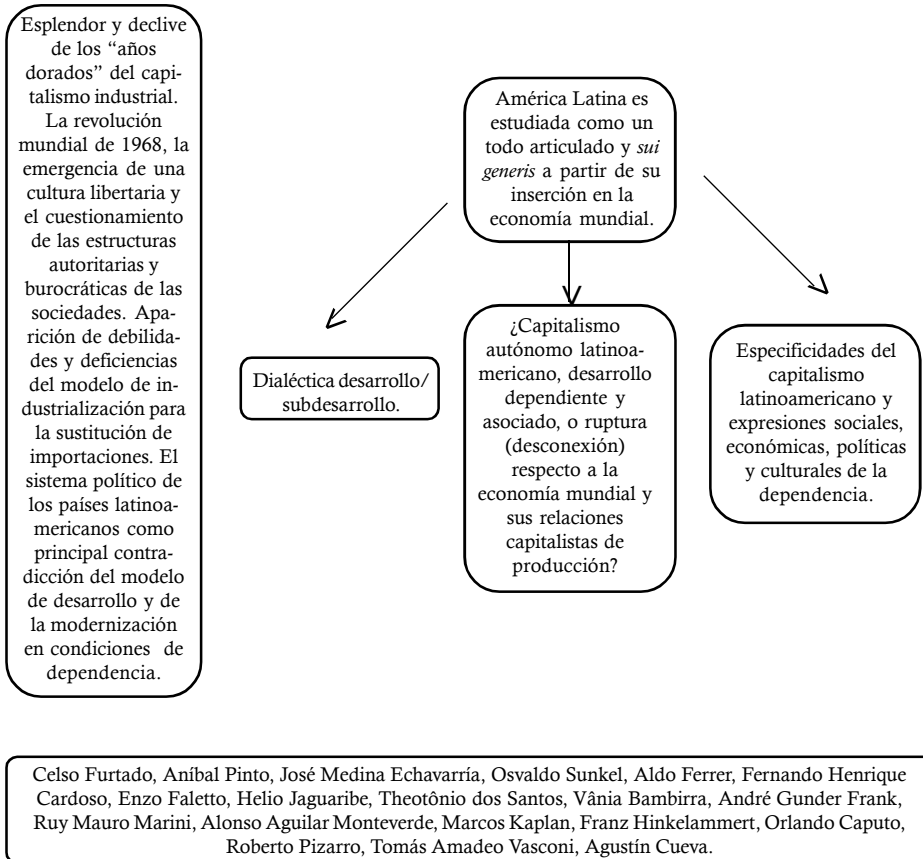 Esplendor y declive
de los “años
dorados” del capi-
talismo industrial.
La revolución
mundial de 1968, la
emergencia de una
cultura libertaria y
el cuestionamiento
de las estructuras
autoritarias y
burocráticas de las
sociedades. Apa-
rición de debilida-
des y deficiencias
del modelo de in-
dustrialización para
la sustitución de
importaciones. El
sistema político de
los países latinoa-
mericanos como
principal contra-
dicción del modelo
de desarrollo y de
la modernización
en condiciones de
dependencia.
América Latina es
estudiada como un
todo articulado y sui
generis a partir de su
inserción en la
economía mundial.
Dialéctica desarrollo/
subdesarrollo.
¿Capitalismo
autónomo latinoa-
mericano, desarrollo
dependiente y
asociado, o ruptura
(desconexión)
respecto a la
economía mundial y
sus relaciones
capitalistas de
producción?
Especificidades del
capitalismo
latinoamericano y
expresiones sociales,
económicas, políticas
y culturales de la
dependencia.
Celso Furtado, Aníbal Pinto, José Medina Echavarría, Osvaldo Sunkel, Aldo Ferrer, Fernando Henrique
Cardoso, Enzo Faletto, Helio Jaguaribe, Theotônio dos Santos, Vânia Bambirra, André Gunder Frank,
Ruy Mauro Marini, Alonso Aguilar Monteverde, Marcos Kaplan, Franz Hinkelammert, Orlando Caputo,
Roberto Pizarro, Tomás Amadeo Vasconi, Agustín Cueva.